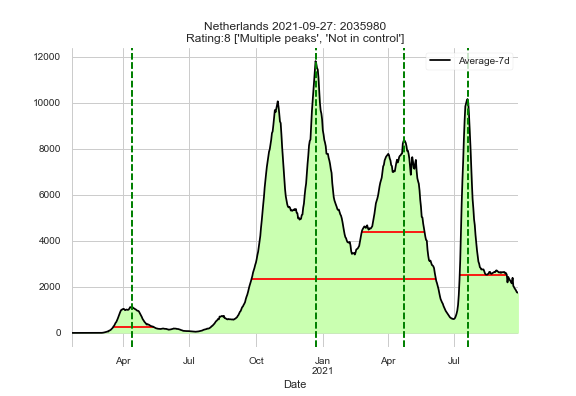 Netherlands 2021-09-27: 2035980
Rating:8 ['Multiple peaks', 'Not in control']
Average-7d
12000
10000
8000
6000
4000
2000
0
Apr Jul Oct Jan Apr Jul
2021
Date